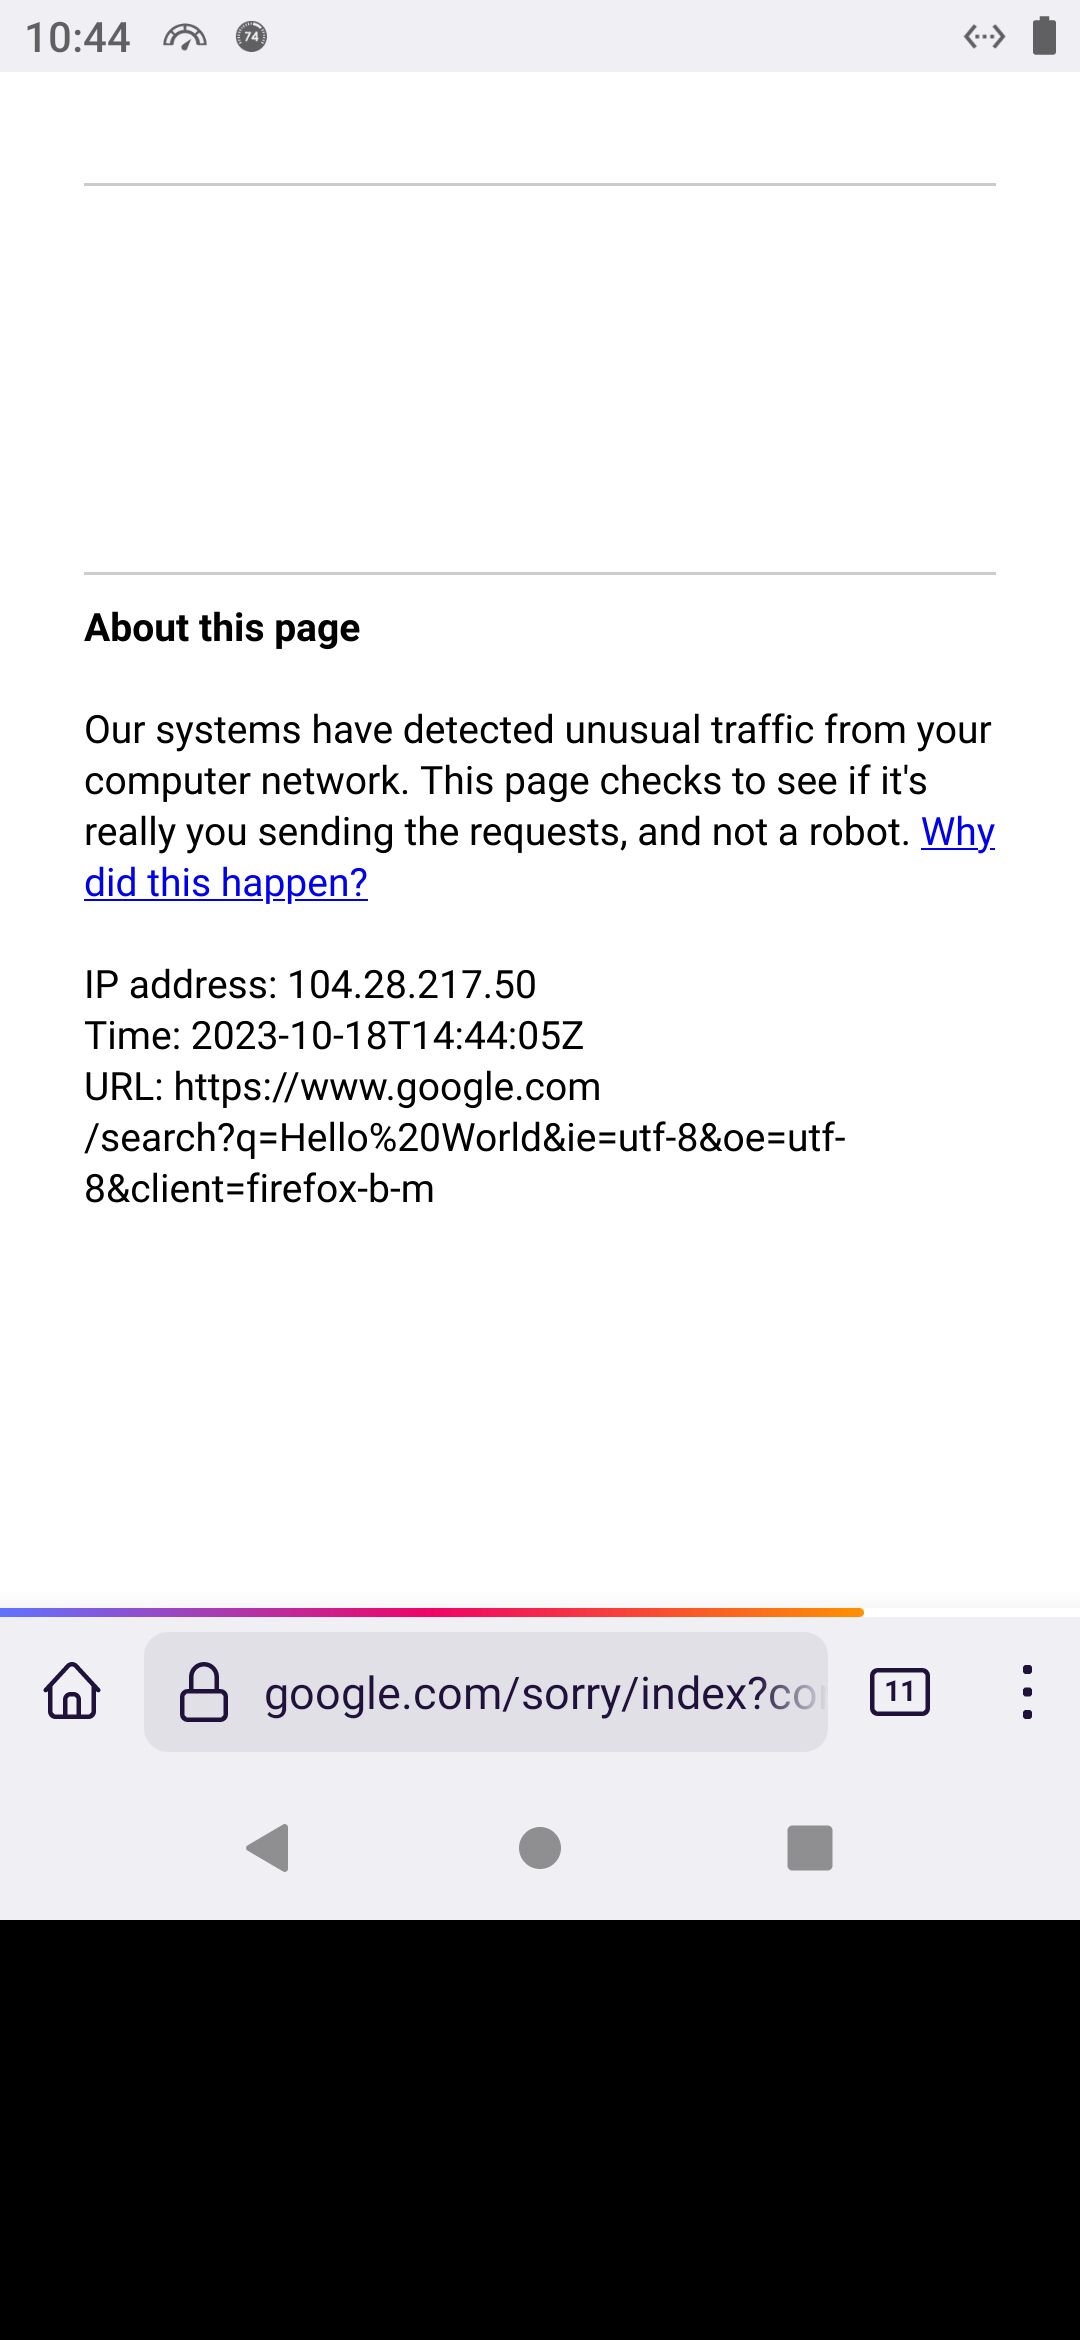 10:44
74
About this page
Our systems have detected unusual traffic from your
computer network. This page checks to see if it's
really you sending the requests, and not a robot. Why
did this happen?
IP address: 104.28.217.50
Time: 2023-10-18T14:44:05Z
URL: https://www.google.com
/search?q=Hello%20World&ie=utf-8&oe=utf-
8&client=firefox-b-m
google.com/sorry/index?co
11